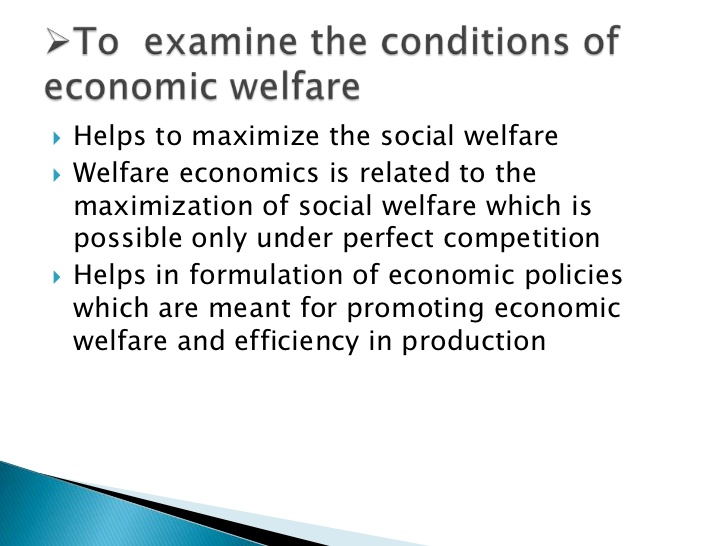 ➢To  examine the conditions of
economic welfare
Helps to maximize the social welfare
Welfare economics is related to the
maximization of social welfare which is
possible only under perfect competition
Helps in formulation of economic policies
which are meant for promoting economic
welfare and efficiency in production